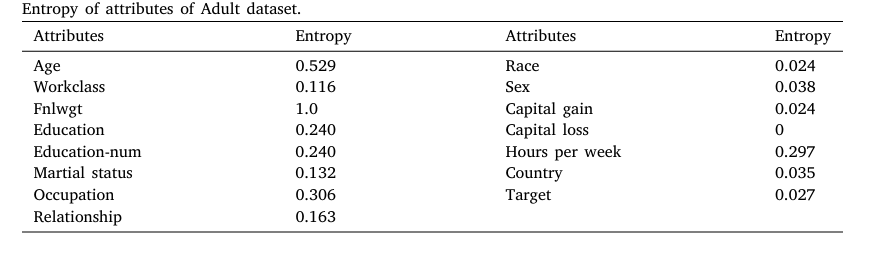 Entropy of attributes of Adult dataset.
Attributes Entropy Attributes Entropy
Age 0.529 Race 0.024
Workclass 0.116 Sex 0.038
Fnlwgt 1.0 Capital gain 0.024
Education 0.240 Capital loss 0
Education-num 0.240 Hours per week 0.297
Martial status 0.132 Country 0.035
Occupation 0.306 Target 0.027
Relationship 0.163